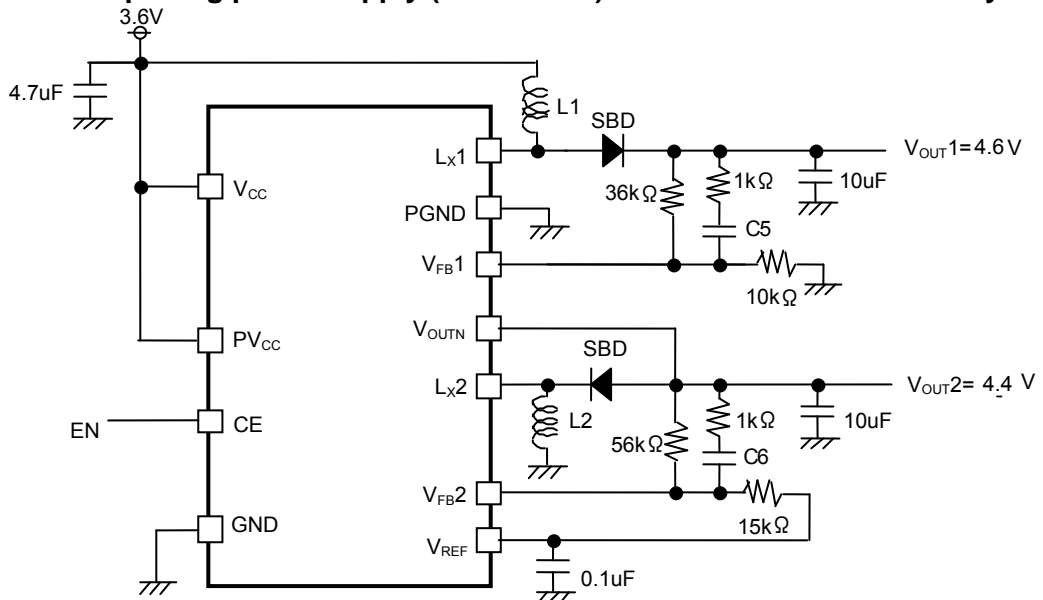 3.6V
4.7uF
L1
SBD
LX1
VOUT1=4.6 V
VCC
36kΩ
1kΩ
10uF
PGND
C5
VFB1
10kΩ
VOUTN
SBD
PVCC
LX2
VOUT2= 4.4 V
EN
CE
L2
56kΩ
1kΩ
10uF
C6
VFB2
GND
15kΩ
VREF
0.1uF